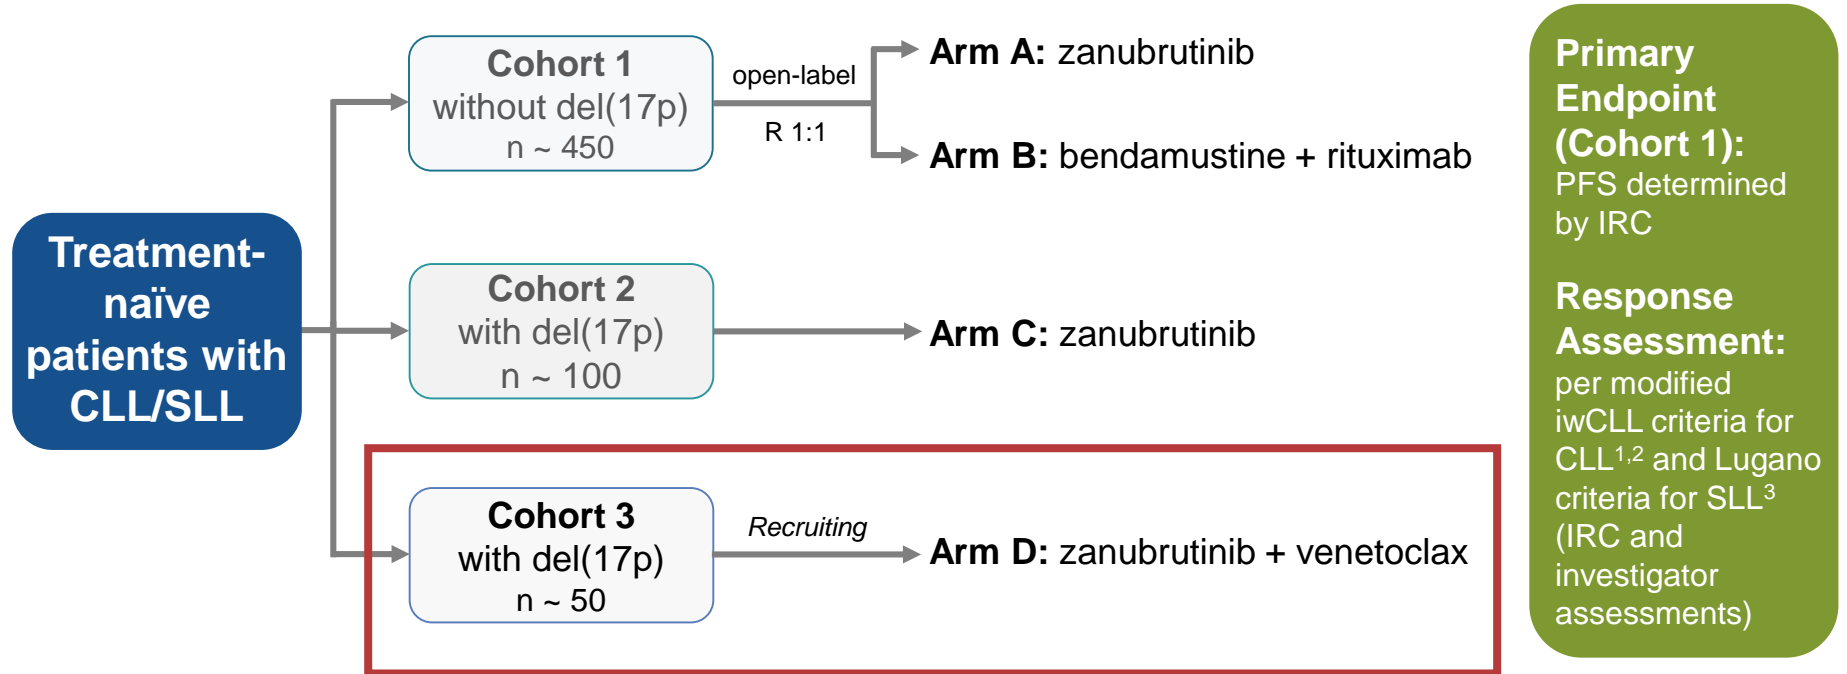 Treatment-
naïve
patients with
CLL/SLL
Cohort 1
without del(17p)
n ~ 450
open-label
R 1:1
Arm A: zanubrutinib
Arm B: bendamustine + rituximab
Cohort 2
with del(17p)
n ~ 100
Arm C: zanubrutinib
Cohort 3
with del(17p)
n ~ 50
Recruiting
Arm D: zanubrutinib + venetoclax
Primary
Endpoint
(Cohort 1):
PFS determined
by IRC
Response
Assessment:
per modified
iwCLL criteria for
CLL¹,² and Lugano
criteria for SLL³
(IRC and
investigator
assessments)